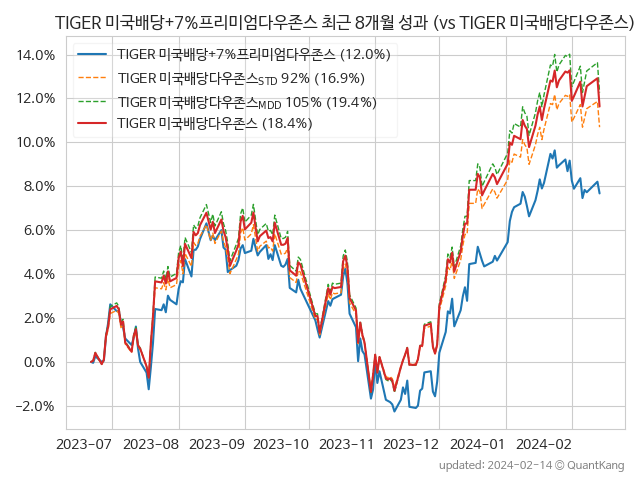 TIGER 미국배당+7%프리미엄다우존스 최근 8개월 성과 (vs TIGER 미국배당다우존스)
TIGER 미국배당+7%프리미엄다우존스 (12.0%)
TIGER 미국배당다우존스STD 92% (16.9%)
TIGER 미국배당다우존스MDD 105% (19.4%)
TIGER 미국배당다우존스 (18.4%)
14.0%
12.0%
10.0%
8.0%
6.0%
4.0%
2.0%
0.0%
−2.0%
2023-07 2023-08 2023-09 2023-10 2023-11 2023-12 2024-01 2024-02
updated: 2024-02-14 © QuantKang